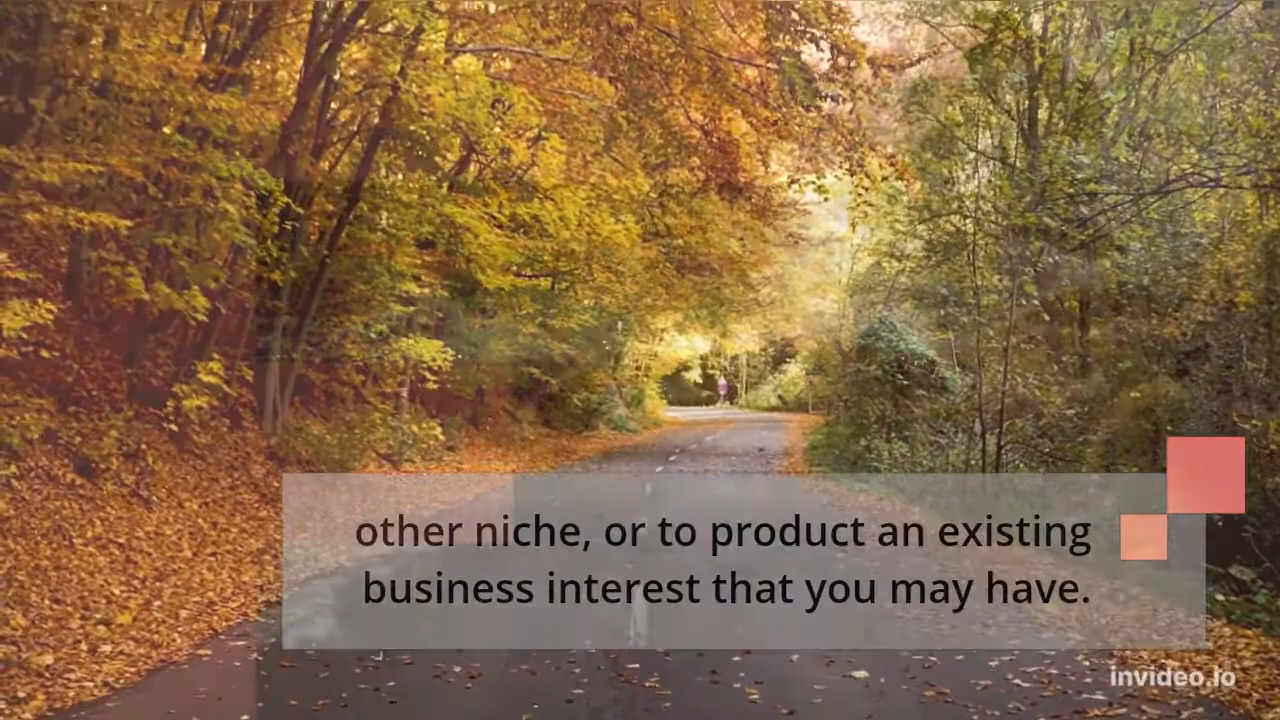 other niche, or to product an existing
business interest that you may have.
invideo.io